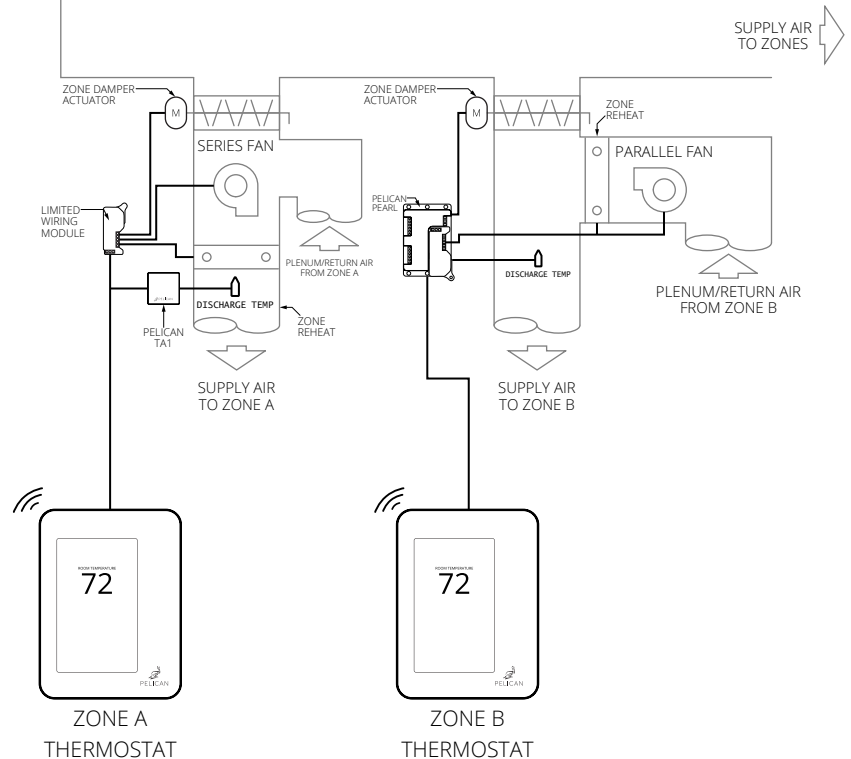 SUPPLY AIR
TO ZONES
ZONE DAMPER
ACTUATOR
M
SERIES FAN
LIMITED
WIRING
MODULE
PLENUM/RETURN AIR
FROM ZONE A
DISCHARGE TEMP
PELICAN
TA1
ZONE
REHEAT
SUPPLY AIR
TO ZONE A
ZONE DAMPER
ACTUATOR
M
ZONE
REHEAT
PARALLEL FAN
PELICAN
PEARL
DISCHARGE TEMP
PLENUM/RETURN AIR
FROM ZONE B
SUPPLY AIR
TO ZONE B
ROOM TEMPERATURE
72
PELICAN
ZONE A
THERMOSTAT
ROOM TEMPERATURE
72
PELICAN
ZONE B
THERMOSTAT